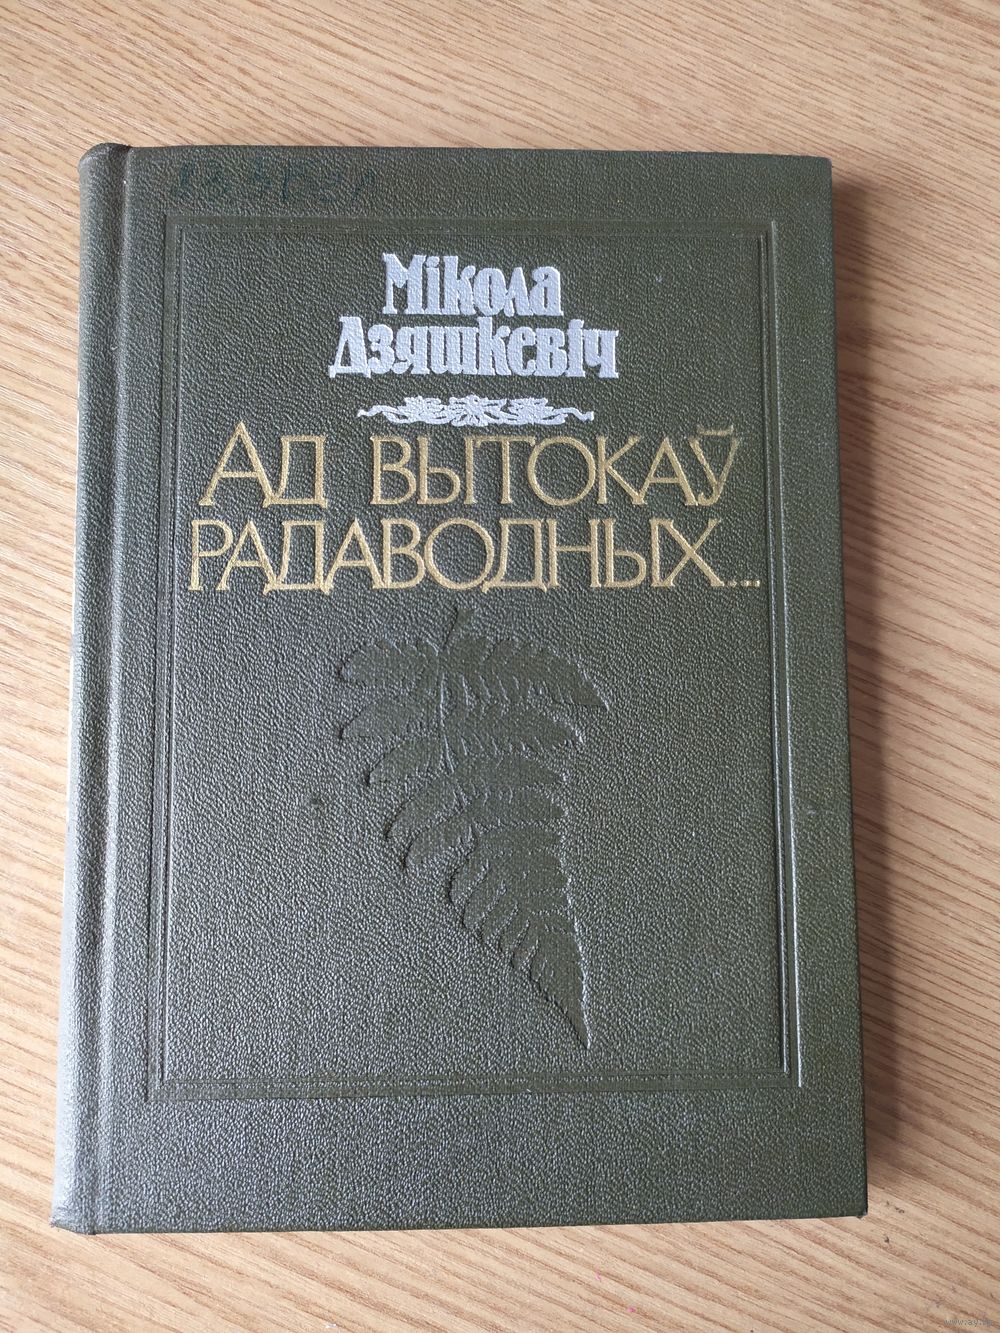 Мікола
Дзяшкевіч
Ад вытокаў
радаводных...